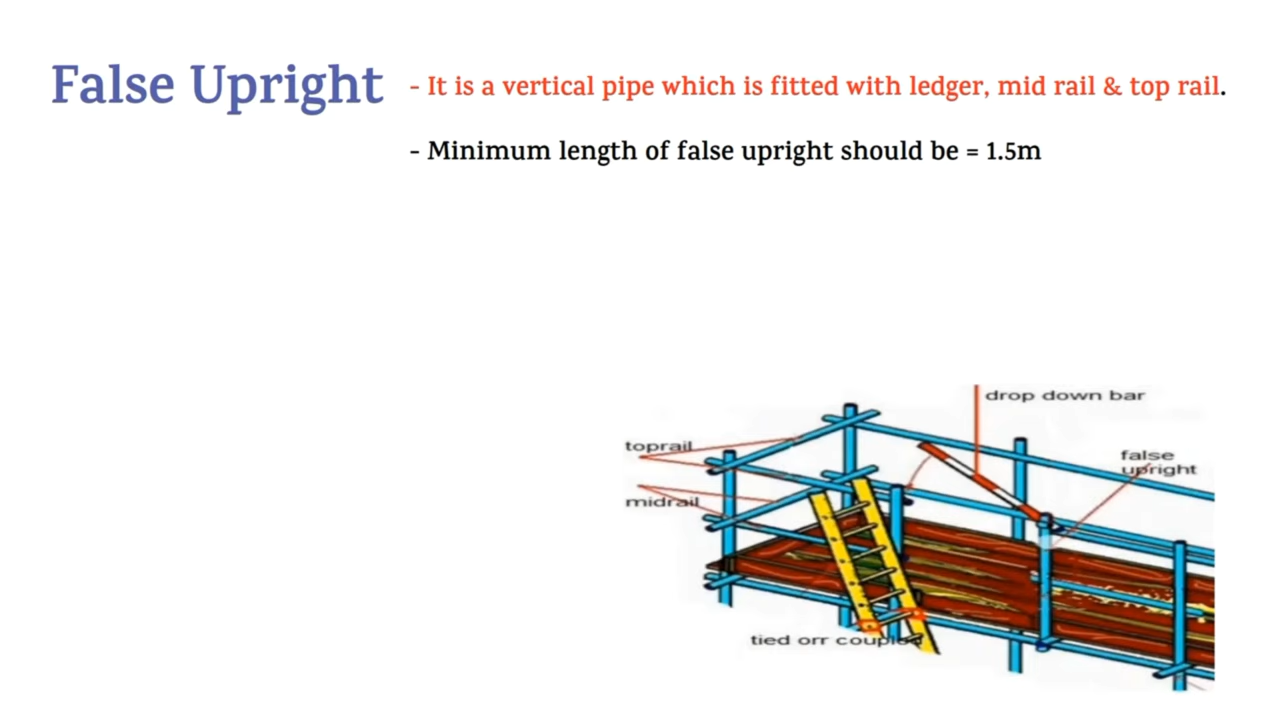 False Upright - It is a vertical pipe which is fitted with ledger, mid rail & top rail.
- Minimum length of false upright should be = 1.5m
drop down bar
toprail
false
upright
midrail
tied orr coupled